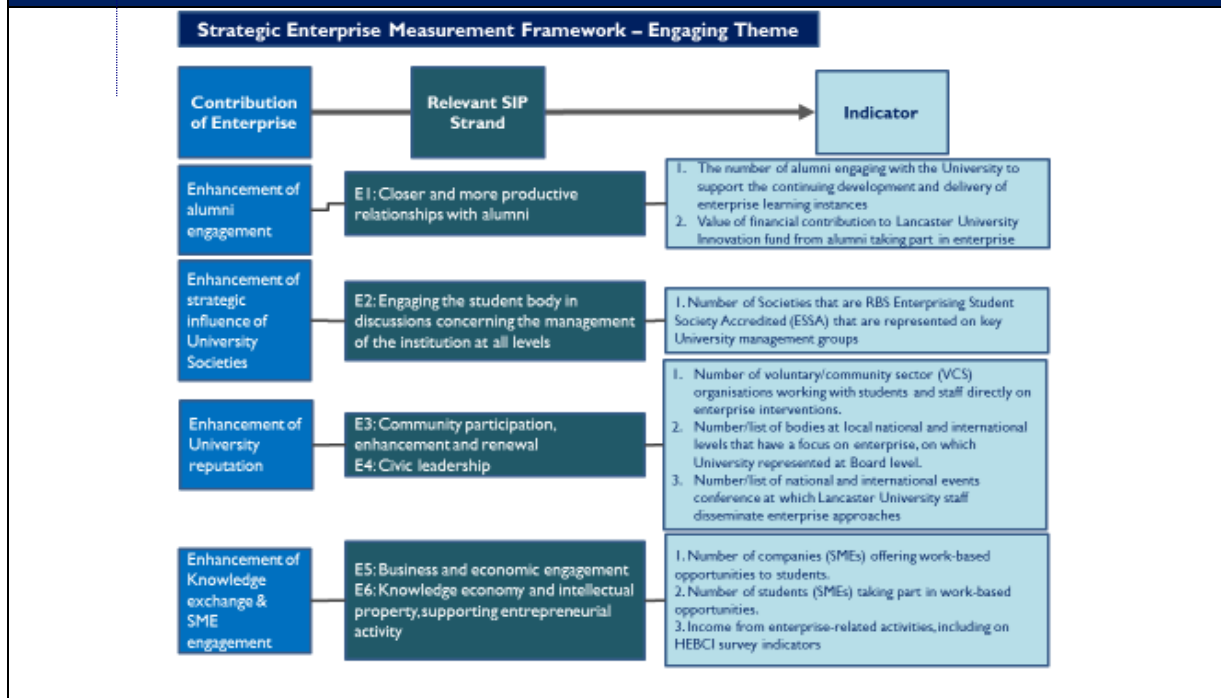 Strategic Enterprise Measurement Framework – Engaging Theme
Contribution
of Enterprise
Relevant SIP
Strand
Indicator
Enhancement of
alumni
engagement
E1: Closer and more productive
relationships with alumni
1. The number of alumni engaging with the University to
support the continuing development and delivery of
enterprise learning instances
2. Value of financial contribution to Lancaster University
Innovation fund from alumni taking part in enterprise
Enhancement of
strategic
influence of
University
Societies
E2: Engaging the student body in
discussions concerning the management
of the institution at all levels
1. Number of Societies that are RBS Enterprising Student
Society Accredited (ESSA) that are represented on key
University management groups
Enhancement of
University
reputation
E3: Community participation,
enhancement and renewal
E4: Civic leadership
1. Number of voluntary/community sector (VCS)
organisations working with students and staff directly on
enterprise interventions.
2. Number/list of bodies at local national and international
levels that have a focus on enterprise, on which
University represented at Board level.
3. Number/list of national and international events
conference at which Lancaster University staff
disseminate enterprise approaches
Enhancement of
Knowledge
exchange &
SME
engagement
E5: Business and economic engagement
E6: Knowledge economy and intellectual
property, supporting entrepreneurial
activity
1. Number of companies (SMEs) offering work-based
opportunities to students.
2. Number of students (SMEs) taking part in work-based
opportunities.
3. Income from enterprise-related activities, including on
HEBCI survey indicators